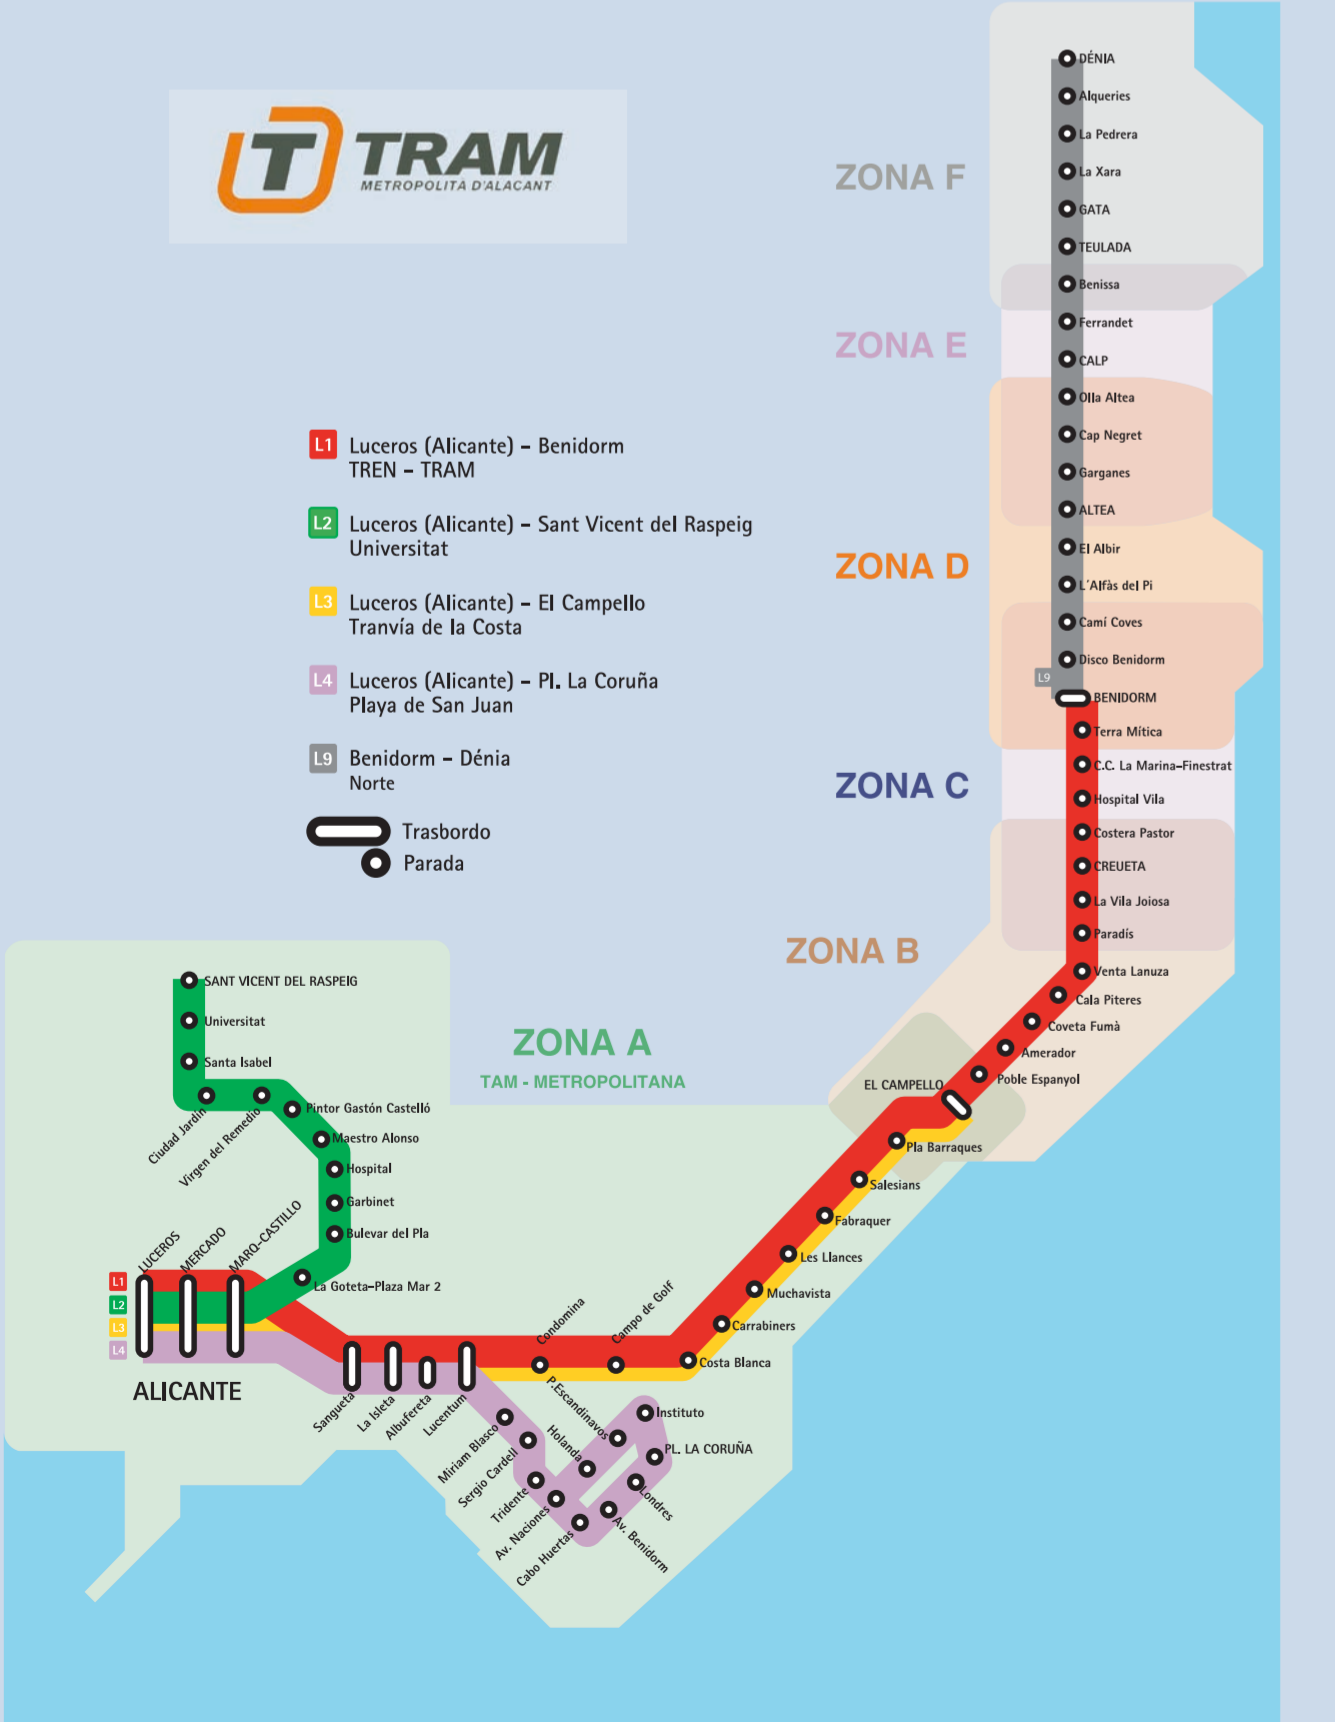 TRAM
METROPOLITÀ D'ALACANT
ZONA F
ZONA E
ZONA D
ZONA C
ZONA B
ZONA A
TAM - METROPOLITANA
L1 Luceros (Alicante) - Benidorm
TREN - TRAM
L2 Luceros (Alicante) - Sant Vicent del Raspeig
Universitat
L3 Luceros (Alicante) - El Campello
Tranvía de la Costa
L4 Luceros (Alicante) - Pl. La Coruña
Playa de San Juan
L9 Benidorm - Dénia
Norte
Trasbordo
Parada
DÉNIA
Alqueries
La Pedrera
La Xara
GATA
TEULADA
Benissa
Ferrandet
CALP
Olla Altea
Cap Negret
Garganes
ALTEA
El Albir
L'Alfàs del Pi
Camí Coves
Disco Benidorm
L9
BENIDORM
Terra Mítica
C.C. La Marina-Finestrat
Hospital Vila
Costera Pastor
CREUETA
La Vila Joiosa
Paradís
Venta Lanuza
Cala Piteres
Coveta Fumà
Amerador
Poble Espanyol
EL CAMPELLO
Pla Barraques
Salesians
Fabraquer
Les Llances
Muchavista
Carrabiners
Costa Blanca
Campo de Golf
Condomina
SANT VICENT DEL RASPEIG
Universitat
Santa Isabel
Ciudad Jardín
Virgen del Remedio
Pintor Gastón Castelló
Maestro Alonso
Hospital
Garbinet
Bulevar del Pla
La Goteta-Plaza Mar 2
LUCEROS
MERCADO
MARQ-CASTILLO
L1
L2
L3
L4
ALICANTE
Sangueta
La Isleta
Albufereta
Lucentum
Miriam Blasco
Sergio Cardell
Tridente
Av. Naciones
Cabo Huertas
Av. Benidorm
Londres
PL. LA CORUÑA
Instituto
P.Escandinavos
Holanda